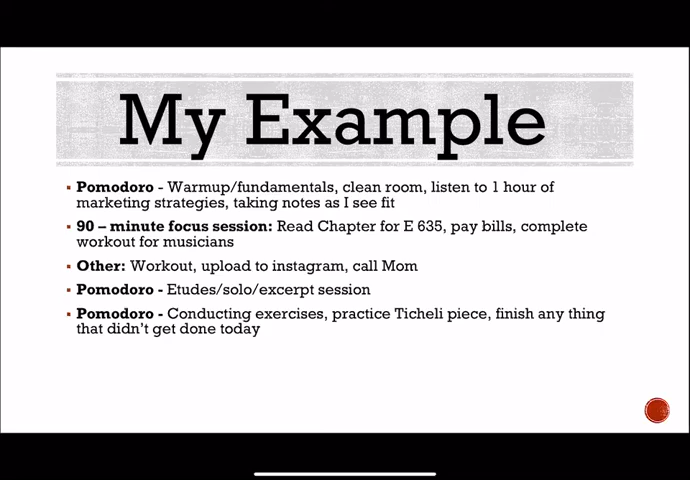 My Example
▪ Pomodoro - Warmup/fundamentals, clean room, listen to 1 hour of
marketing strategies, taking notes as I see fit
▪ 90 – minute focus session: Read Chapter for E 635, pay bills, complete
workout for musicians
▪ Other: Workout, upload to instagram, call Mom
▪ Pomodoro - Etudes/solo/excerpt session
▪ Pomodoro - Conducting exercises, practice Ticheli piece, finish any thing
that didn't get done today